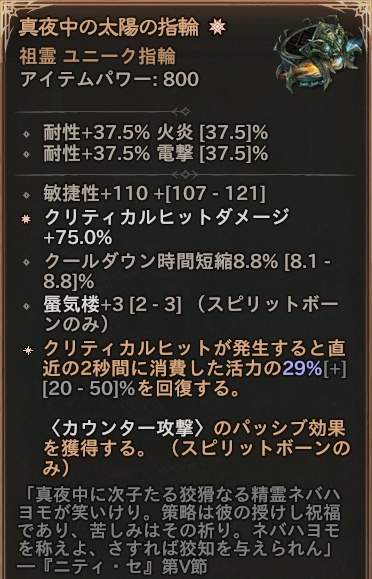 真夜中の太陽の指輪
祖霊 ユニーク指輪
アイテムパワー: 800
耐性+37.5% 火炎 [37.5]%
耐性+37.5% 電撃 [37.5]%
敏捷性+110 +[107 - 121]
クリティカルヒットダメージ
+75.0%
クールダウン時間短縮8.8% [8.1 -
8.8]%
蜃気楼+3 [2 - 3] （スピリットボー
ンのみ）
クリティカルヒットが発生すると直
近の2秒間に消費した活力の29%[+]
[20 - 50]%を回復する。
〈カウンター攻撃〉のパッシブ効果
を獲得する。 （スピリットボーンの
み）
「真夜中に次子たる狡猾なる精霊ネバハ
ヨモが笑いけり。策略は彼の授けし祝福
であり、苦しみはその祈り。ネバハヨモ
を称えよ、さすれば狡知を与えられん」
—『ニティ・セ』第V節